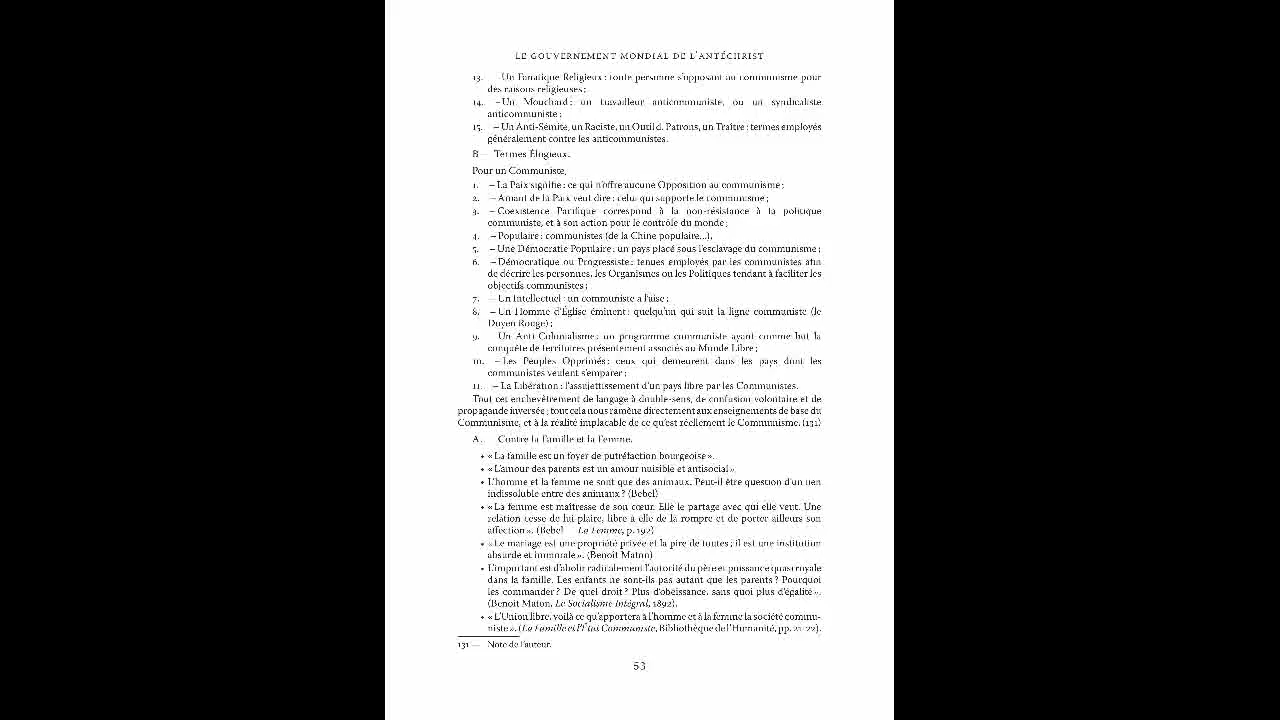 LE GOUVERNEMENT MONDIAL DE L'ANTÉCHRIST
13. – Un Fanatique Religieux : toute personne s'opposant au communisme pour
des raisons religieuses ;
14. – Un Mouchard : un travailleur anticommuniste, ou un syndicaliste
anticommuniste ;
15. – Un Anti-Sémite, un Raciste, un Outil d. Patrons, un Traître : termes employés
généralement contre les anticommunistes.
B — Termes Élogieux.
Pour un Communiste,
1. – La Paix signifie : ce qui n'offre aucune Opposition au communisme ;
2. – Amant de la Paix veut dire : celui qui supporte le communisme ;
3. – Coexistence Pacifique correspond à la non-résistance à la politique
communiste, et à son action pour le contrôle du monde ;
4. – Populaire : communistes (de la Chine populaire…).
5. – Une Démocratie Populaire : un pays placé sous l'esclavage du communisme ;
6. – Démocratique ou Progressiste : tenues employés par les communistes afin
de décrire les personnes, les Organismes ou les Politiques tendant à faciliter les
objectifs communistes ;
7. – Un Intellectuel : un communiste a l'aise ;
8. – Un Homme d'Église éminent : quelqu'un qui suit la ligne communiste (le
Doyen Rouge) ;
9. – Un Anti Colonialisme : un programme communiste ayant comme but la
conquête de territoires présentement associés au Monde Libre ;
10. – Les Peuples Opprimés : ceux qui demeurent dans les pays dont les
communistes veulent s'emparer ;
11. – La Libération : l'assujettissement d'un pays libre par les Communistes.
Tout cet enchevêtrement de langage à double-sens, de confusion volontaire et de
propagande inversée ; tout cela nous ramène directement aux enseignements de base du
Communisme, et à la réalité implacable de ce qu'est réellement le Communisme. (131)
A. Contre la Famille et la Femme.
• « La famille est un foyer de putréfaction bourgeoise ».
• « L'amour des parents est un amour nuisible et antisocial »
• L'homme et la femme ne sont que des animaux. Peut-il être question d'un lien
indissoluble entre des animaux ? (Bebel)
• « La femme est maîtresse de son cœur. Elle le partage avec qui elle veut. Une
relation cesse de lui plaire, libre à elle de la rompre et de porter ailleurs son
affection ». (Bebel — La Femme, p. 192)
• « Le mariage est une propriété privée et la pire de toutes ; il est une institution
absurde et immorale ». (Benoit Maton)
• L'important est d'abolir radicalement l'autorité du père et puissance quasi royale
dans la famille. Les enfants ne sont-ils pas autant que les parents ? Pourquoi
les commander ? De quel droit ? Plus d'obeissance, sans quoi plus d'égalité ».
(Benoit Maton, Le Socialisme Intégral, 1892).
• « L'Union libre, voilà ce qu'apportera à l'homme et à la femme la société commu-
niste ». (La Famille et l'État Communiste, Bibliothèque de l'Humanité, pp. 21-22).
131 — Note de l'auteur.
53